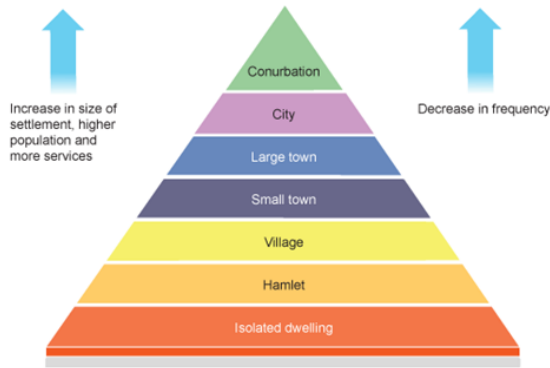 Conurbation
Increase in size of
settlement, higher
population and
more services
Decrease in frequency
City
Large town
Small town
Village
Hamlet
Isolated dwelling